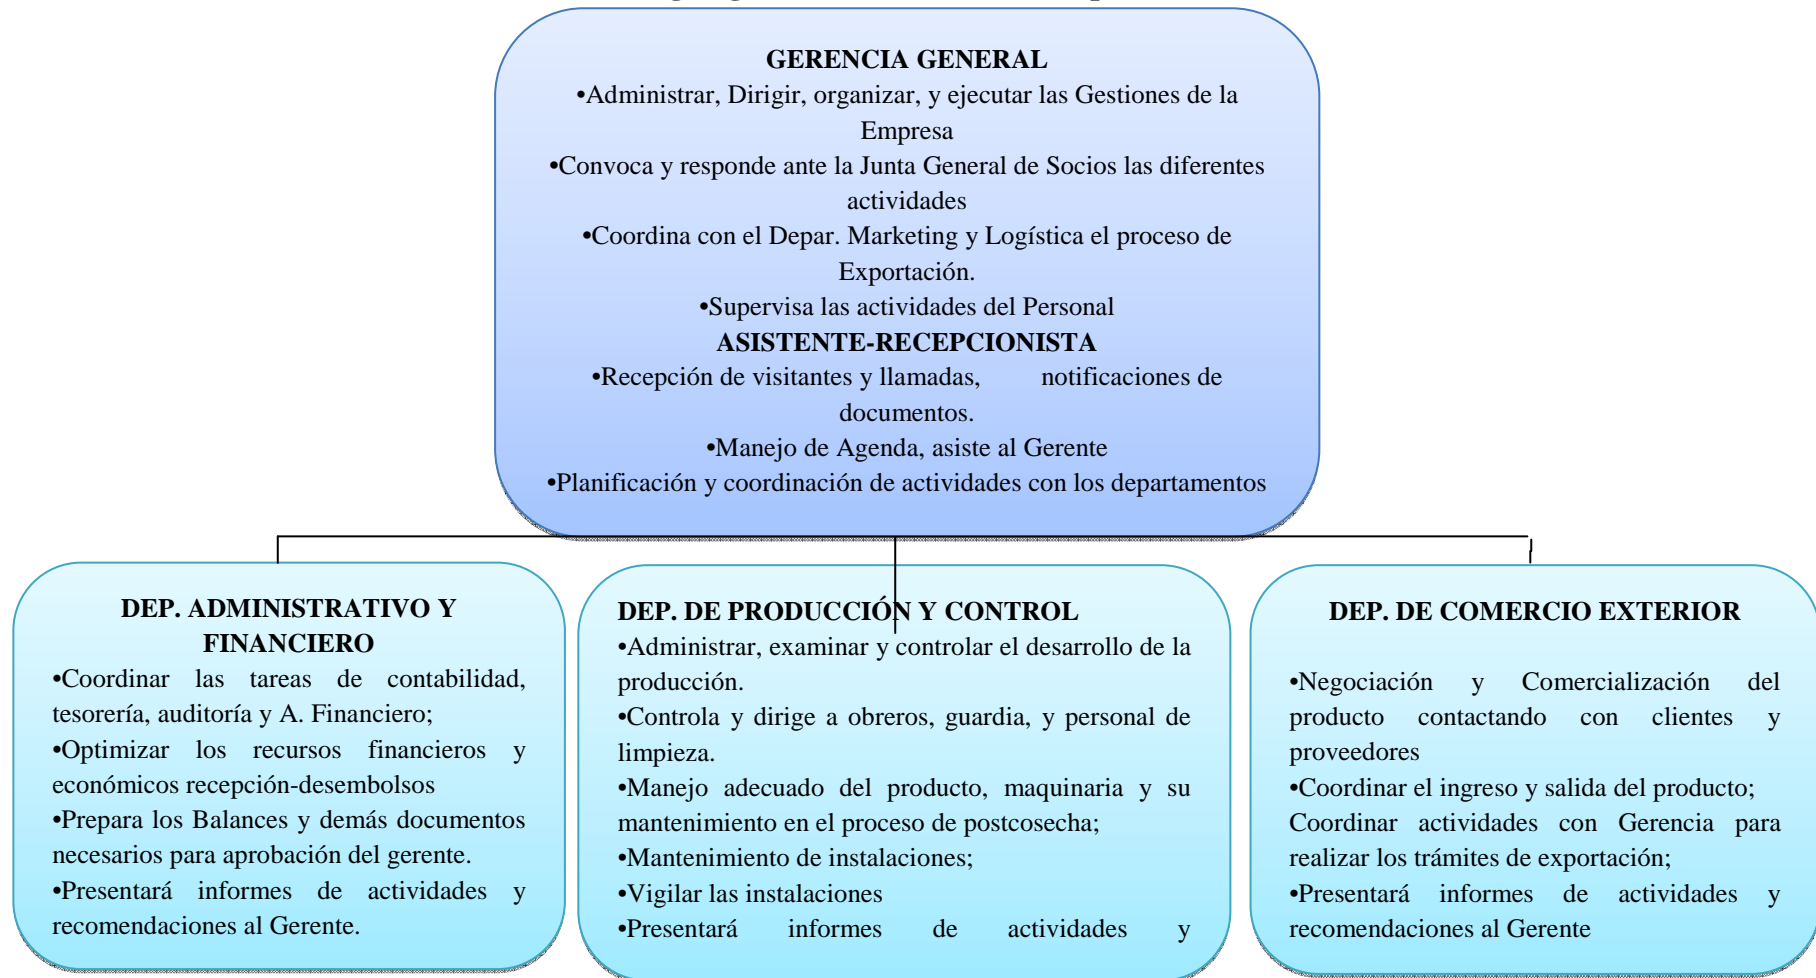 GERENCIA GENERAL
•Administrar, Dirigir, organizar, y ejecutar las Gestiones de la
Empresa
•Convoca y responde ante la Junta General de Socios las diferentes
actividades
•Coordina con el Depar. Marketing y Logística el proceso de
Exportación.
•Supervisa las actividades del Personal
ASISTENTE-RECEPCIONISTA
•Recepción de visitantes y llamadas, notificaciones de
documentos.
•Manejo de Agenda, asiste al Gerente
•Planificación y coordinación de actividades con los departamentos
DEP. ADMINISTRATIVO Y
FINANCIERO
•Coordinar las tareas de contabilidad,
tesorería, auditoría y A. Financiero;
•Optimizar los recursos financieros y
económicos recepción-desembolsos
•Prepara los Balances y demás documentos
necesarios para aprobación del gerente.
•Presentará informes de actividades y
recomendaciones al Gerente.
DEP. DE PRODUCCIÓN Y CONTROL
•Administrar, examinar y controlar el desarrollo de la
producción.
•Controla y dirige a obreros, guardia, y personal de
limpieza.
•Manejo adecuado del producto, maquinaria y su
mantenimiento en el proceso de postcosecha;
•Mantenimiento de instalaciones;
•Vigilar las instalaciones
•Presentará informes de actividades y
DEP. DE COMERCIO EXTERIOR
•Negociación y Comercialización del
producto contactando con clientes y
proveedores
•Coordinar el ingreso y salida del producto;
Coordinar actividades con Gerencia para
realizar los trámites de exportación;
•Presentará informes de actividades y
recomendaciones al Gerente